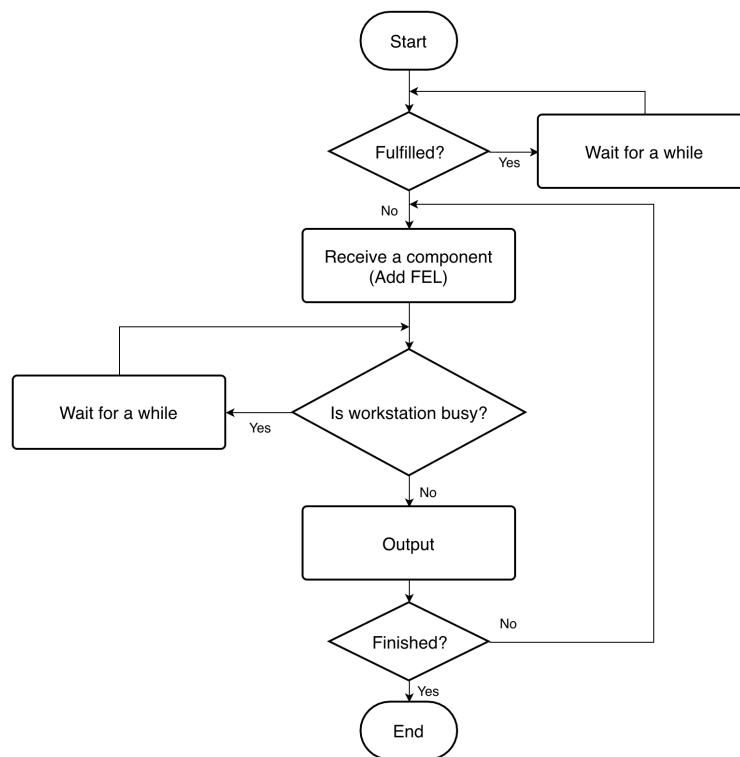 Start
Fulfilled?
Yes
Wait for a while
No
Receive a component
(Add FEL)
Wait for a while
Yes
Is workstation busy?
No
Output
Finished?
No
Yes
End